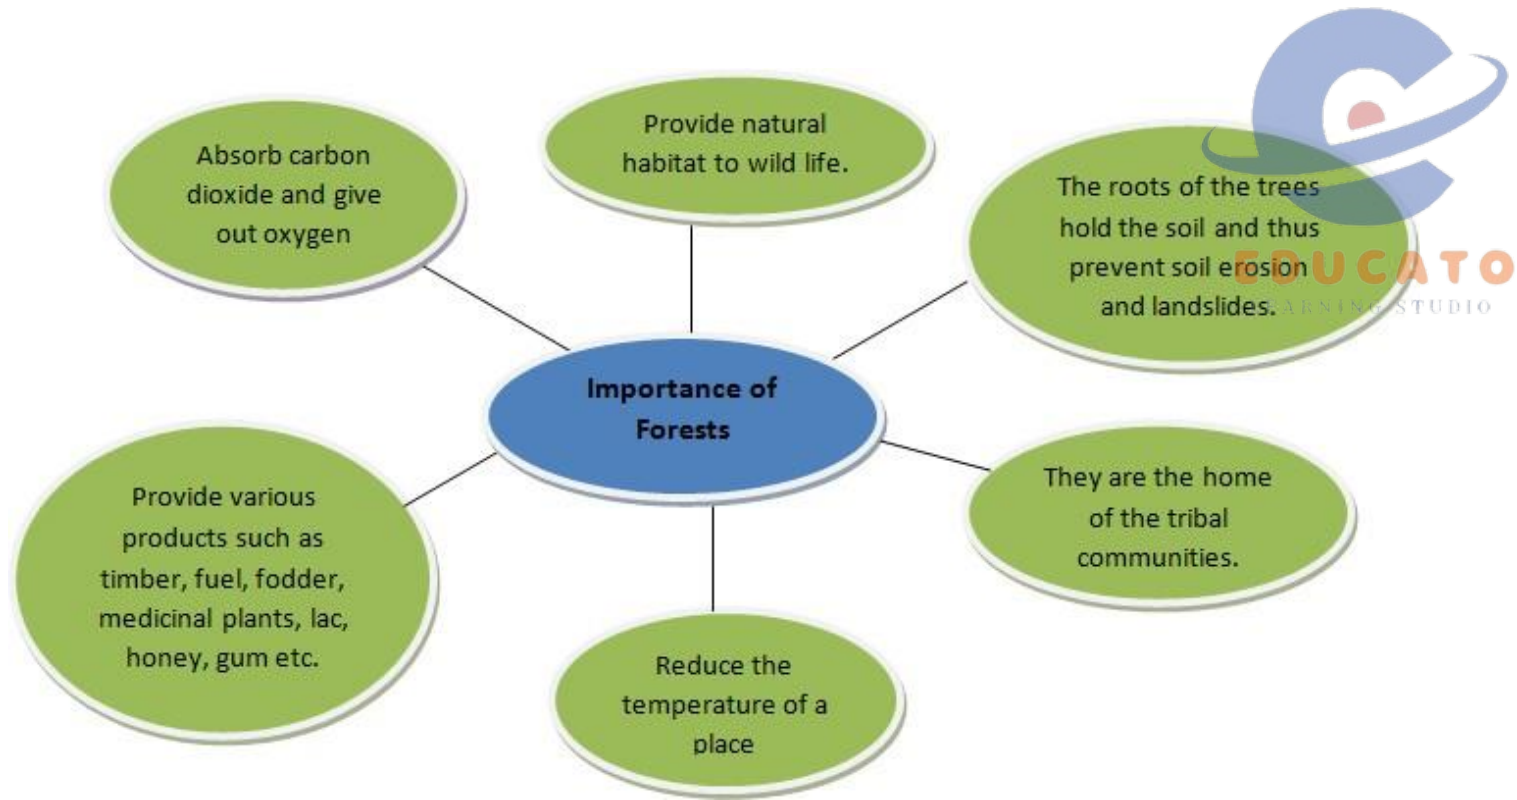 Absorb carbon
dioxide and give
out oxygen
Provide natural
habitat to wild life.
The roots of the trees
hold the soil and thus
prevent soil erosion
and landslides.
EDUCATO
LEARNING STUDIO
Importance of
Forests
Provide various
products such as
timber, fuel, fodder,
medicinal plants, lac,
honey, gum etc.
They are the home
of the tribal
communities.
Reduce the
temperature of a
place